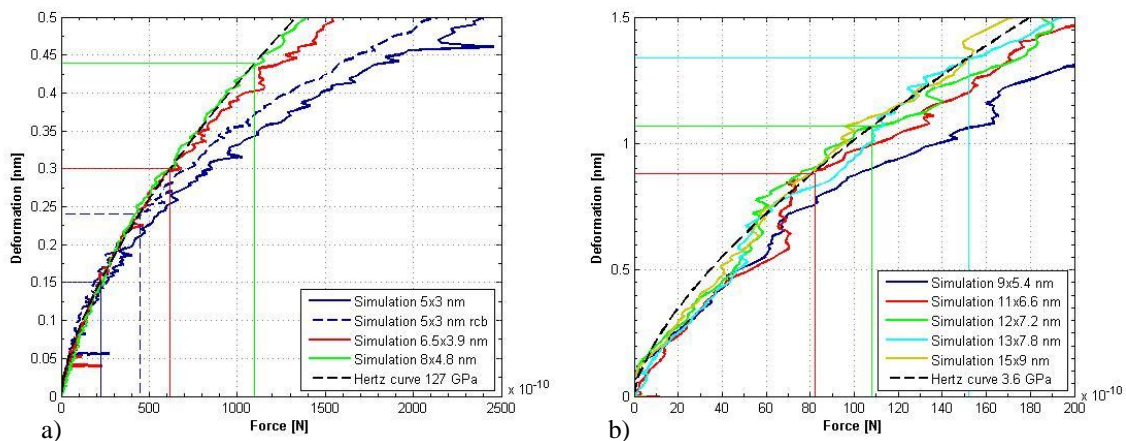 0.5
0.45
0.4
0.35
0.3
0.25
0.2
0.15
0.1
0.05
0
Deformation [nm]
Simulation 5x3 nm
Simulation 5x3 nm rcb
Simulation 6.5x3.9 nm
Simulation 8x4.8 nm
Hertz curve 127 GPa
x 10^-10
0 500 1000 1500 2000 2500
Force [N]
a)
1.5
1
0.5
0
Deformation [nm]
Simulation 9x5.4 nm
Simulation 11x6.6 nm
Simulation 12x7.2 nm
Simulation 13x7.8 nm
Simulation 15x9 nm
Hertz curve 3.6 GPa
x 10^-10
0 20 40 60 80 100 120 140 160 180 200
Force [N]
b)